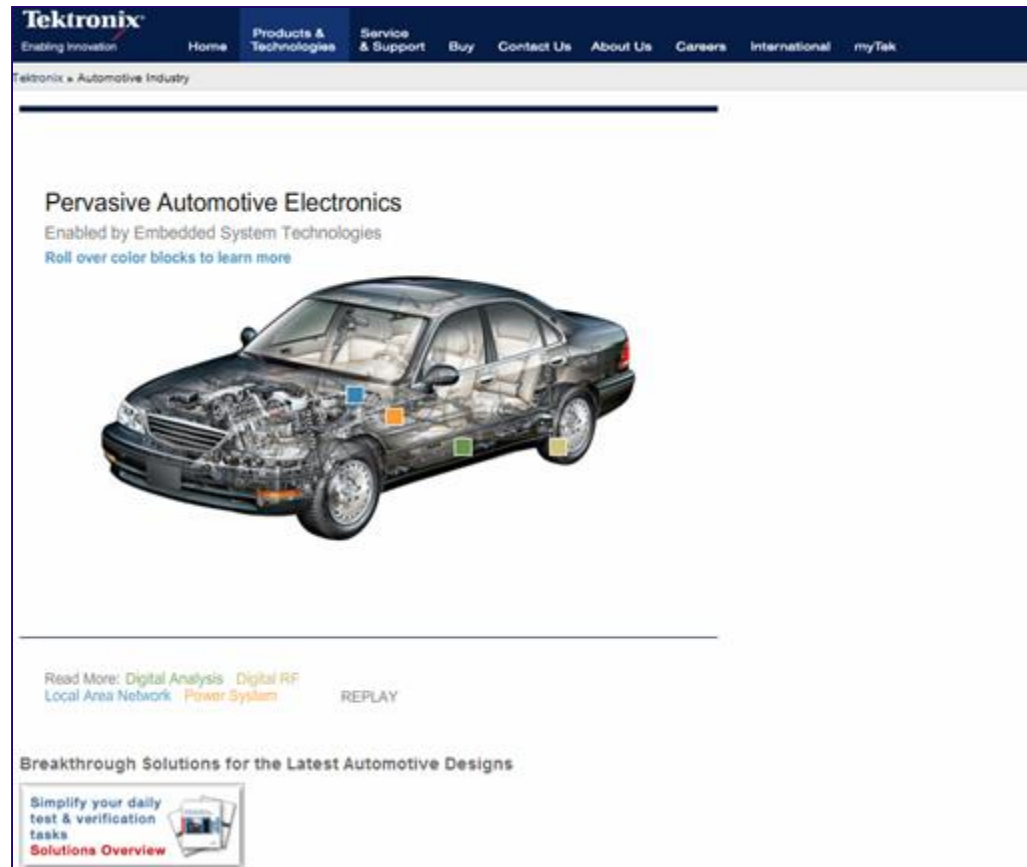 Tektronix
Enabling Innovation
Home
Products & Technologies
Service & Support
Buy
Contact Us
About Us
Careers
International
myTek
Tektronix » Automotive Industry
Pervasive Automotive Electronics
Enabled by Embedded System Technologies
Roll over color blocks to learn more
Read More: Digital Analysis Digital RF
Local Area Network Power System REPLAY
Breakthrough Solutions for the Latest Automotive Designs
Simplify your daily
test & verification
tasks
Solutions Overview